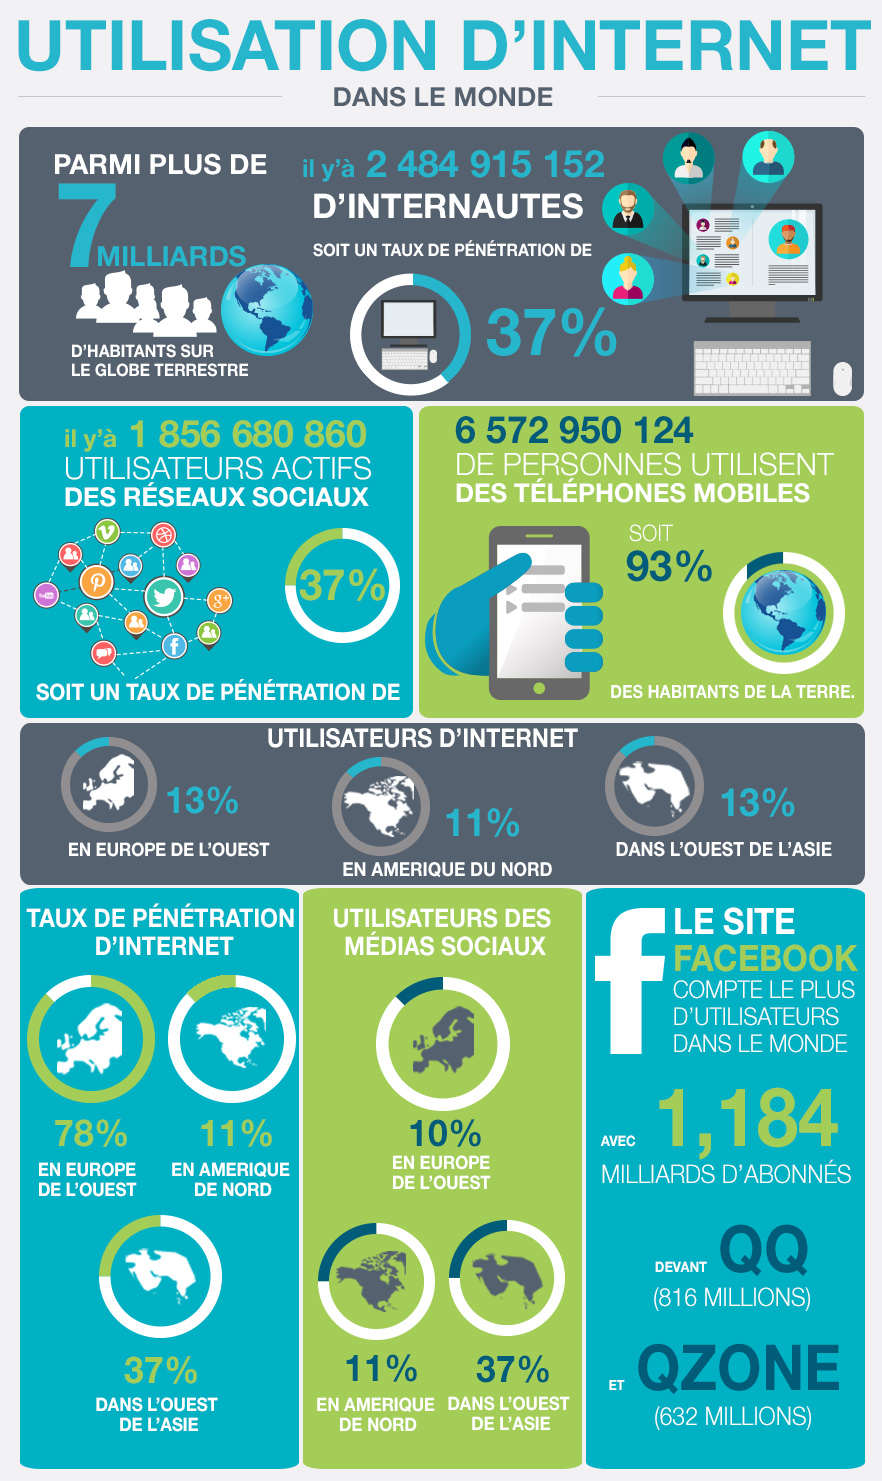 UTILISATION D'INTERNET
DANS LE MONDE
PARMI PLUS DE
7
MILLIARDS
D'HABITANTS SUR
LE GLOBE TERRESTRE
il y'à 2 484 915 152
D'INTERNAUTES
SOIT UN TAUX DE PÉNÉTRATION DE
37%
il y'à 1 856 680 860
UTILISATEURS ACTIFS
DES RÉSEAUX SOCIAUX
37%
SOIT UN TAUX DE PÉNÉTRATION DE
6 572 950 124
DE PERSONNES UTILISENT
DES TÉLÉPHONES MOBILES
SOIT
93%
DES HABITANTS DE LA TERRE.
UTILISATEURS D'INTERNET
13%
EN EUROPE DE L'OUEST
11%
EN AMERIQUE DU NORD
13%
DANS L'OUEST DE L'ASIE
TAUX DE PÉNÉTRATION
D'INTERNET
78%
EN EUROPE
DE L'OUEST
11%
EN AMERIQUE
DE NORD
37%
DANS L'OUEST
DE L'ASIE
UTILISATEURS DES
MÉDIAS SOCIAUX
10%
EN EUROPE
DE L'OUEST
11%
EN AMERIQUE
DE NORD
37%
DANS L'OUEST
DE L'ASIE
f
LE SITE
FACEBOOK
COMPTE LE PLUS
D'UTILISATEURS
DANS LE MONDE
AVEC 1,184
MILLIARDS D'ABONNÉS
DEVANT QQ
(816 MILLIONS)
ET QZONE
(632 MILLIONS)